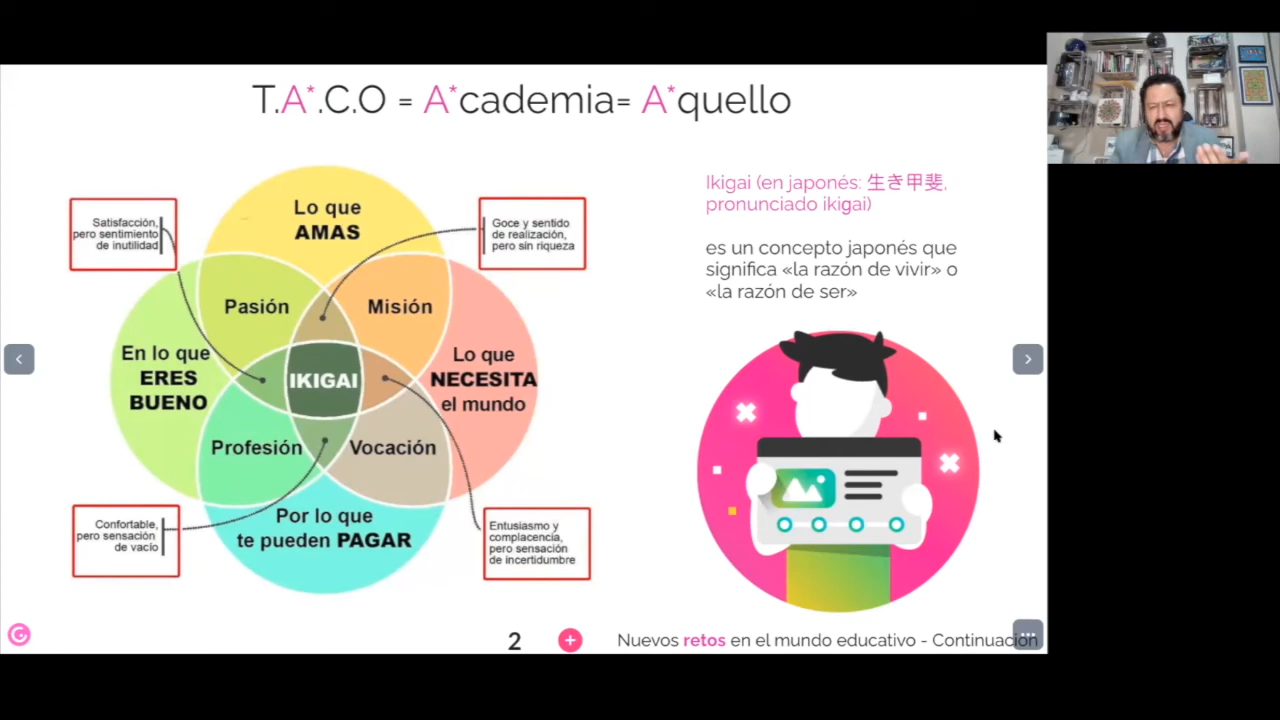 T.A*.C.O = A*cademia= A*quello
Satisfacción,
pero sentimiento
de inutilidad
Lo que
AMAS
Goce y sentido
de realización,
pero sin riqueza
Pasión
Misión
En lo que
ERES
BUENO
IKIGAI
Lo que
NECESITA
el mundo
Profesión
Vocación
Confortable,
pero sensación
de vacío
Por lo que
te pueden PAGAR
Entusiasmo y
complacencia,
pero sensación
de incertidumbre
Ikigai (en japonés: 生き甲斐,
pronunciado ikigai)
es un concepto japonés que
significa «la razón de vivir» o
«la razón de ser»
2
Nuevos retos en el mundo educativo - Continuación